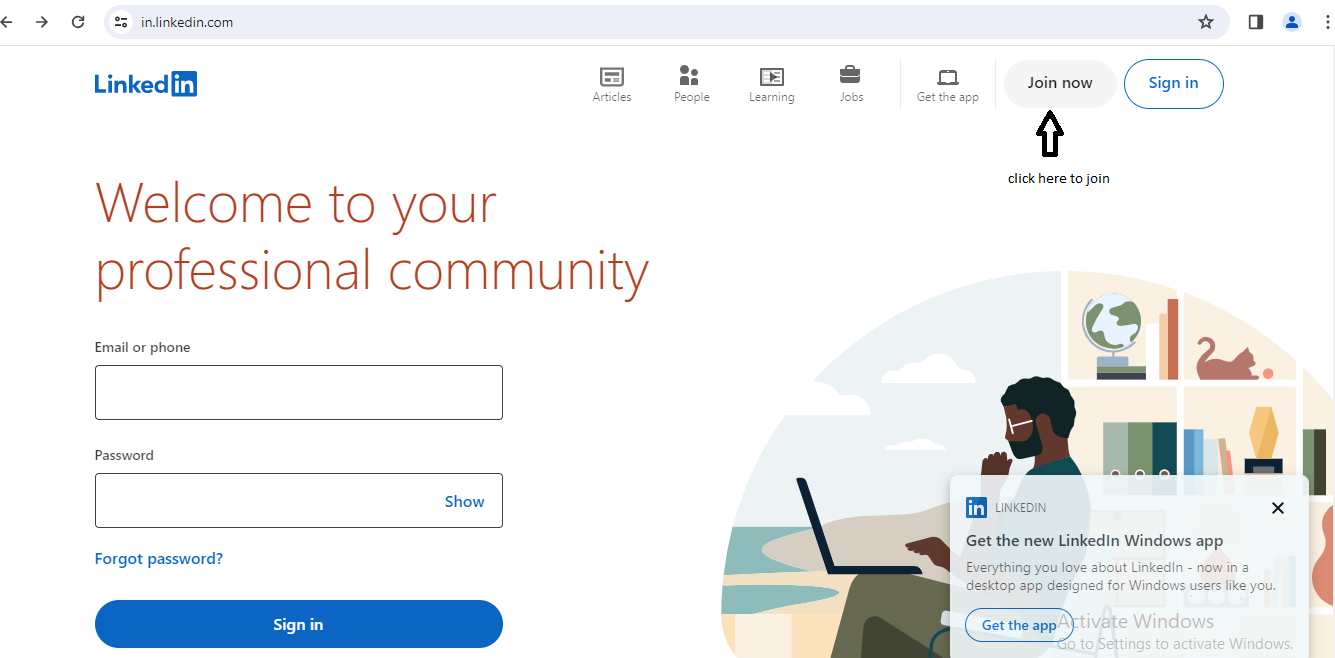 in.linkedin.com
Linked in
Articles
People
Learning
Jobs
Get the app
Join now
Sign in
click here to join
Welcome to your
professional community
Email or phone
Password
Show
Forgot password?
Sign in
in LINKEDIN
Get the new LinkedIn Windows app
Everything you love about LinkedIn - now in a
desktop app designed for Windows users like you.
Get the app
Activate Windows
Go to Settings to activate Windows.